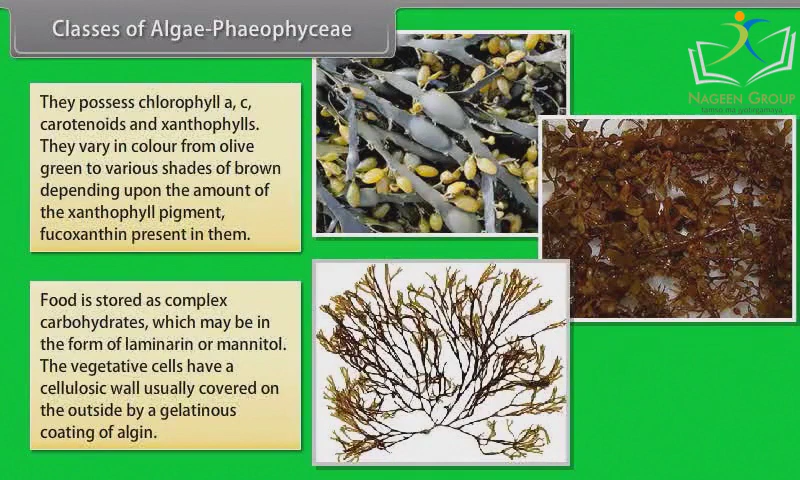 Classes of Algae-Phaeophyceae
NAGEEN GROUP
tamso ma jyotirgamaya
They possess chlorophyll a, c,
carotenoids and xanthophylls.
They vary in colour from olive
green to various shades of brown
depending upon the amount of
the xanthophyll pigment,
fucoxanthin present in them.
Food is stored as complex
carbohydrates, which may be in
the form of laminarin or mannitol.
The vegetative cells have a
cellulosic wall usually covered on
the outside by a gelatinous
coating of algin.